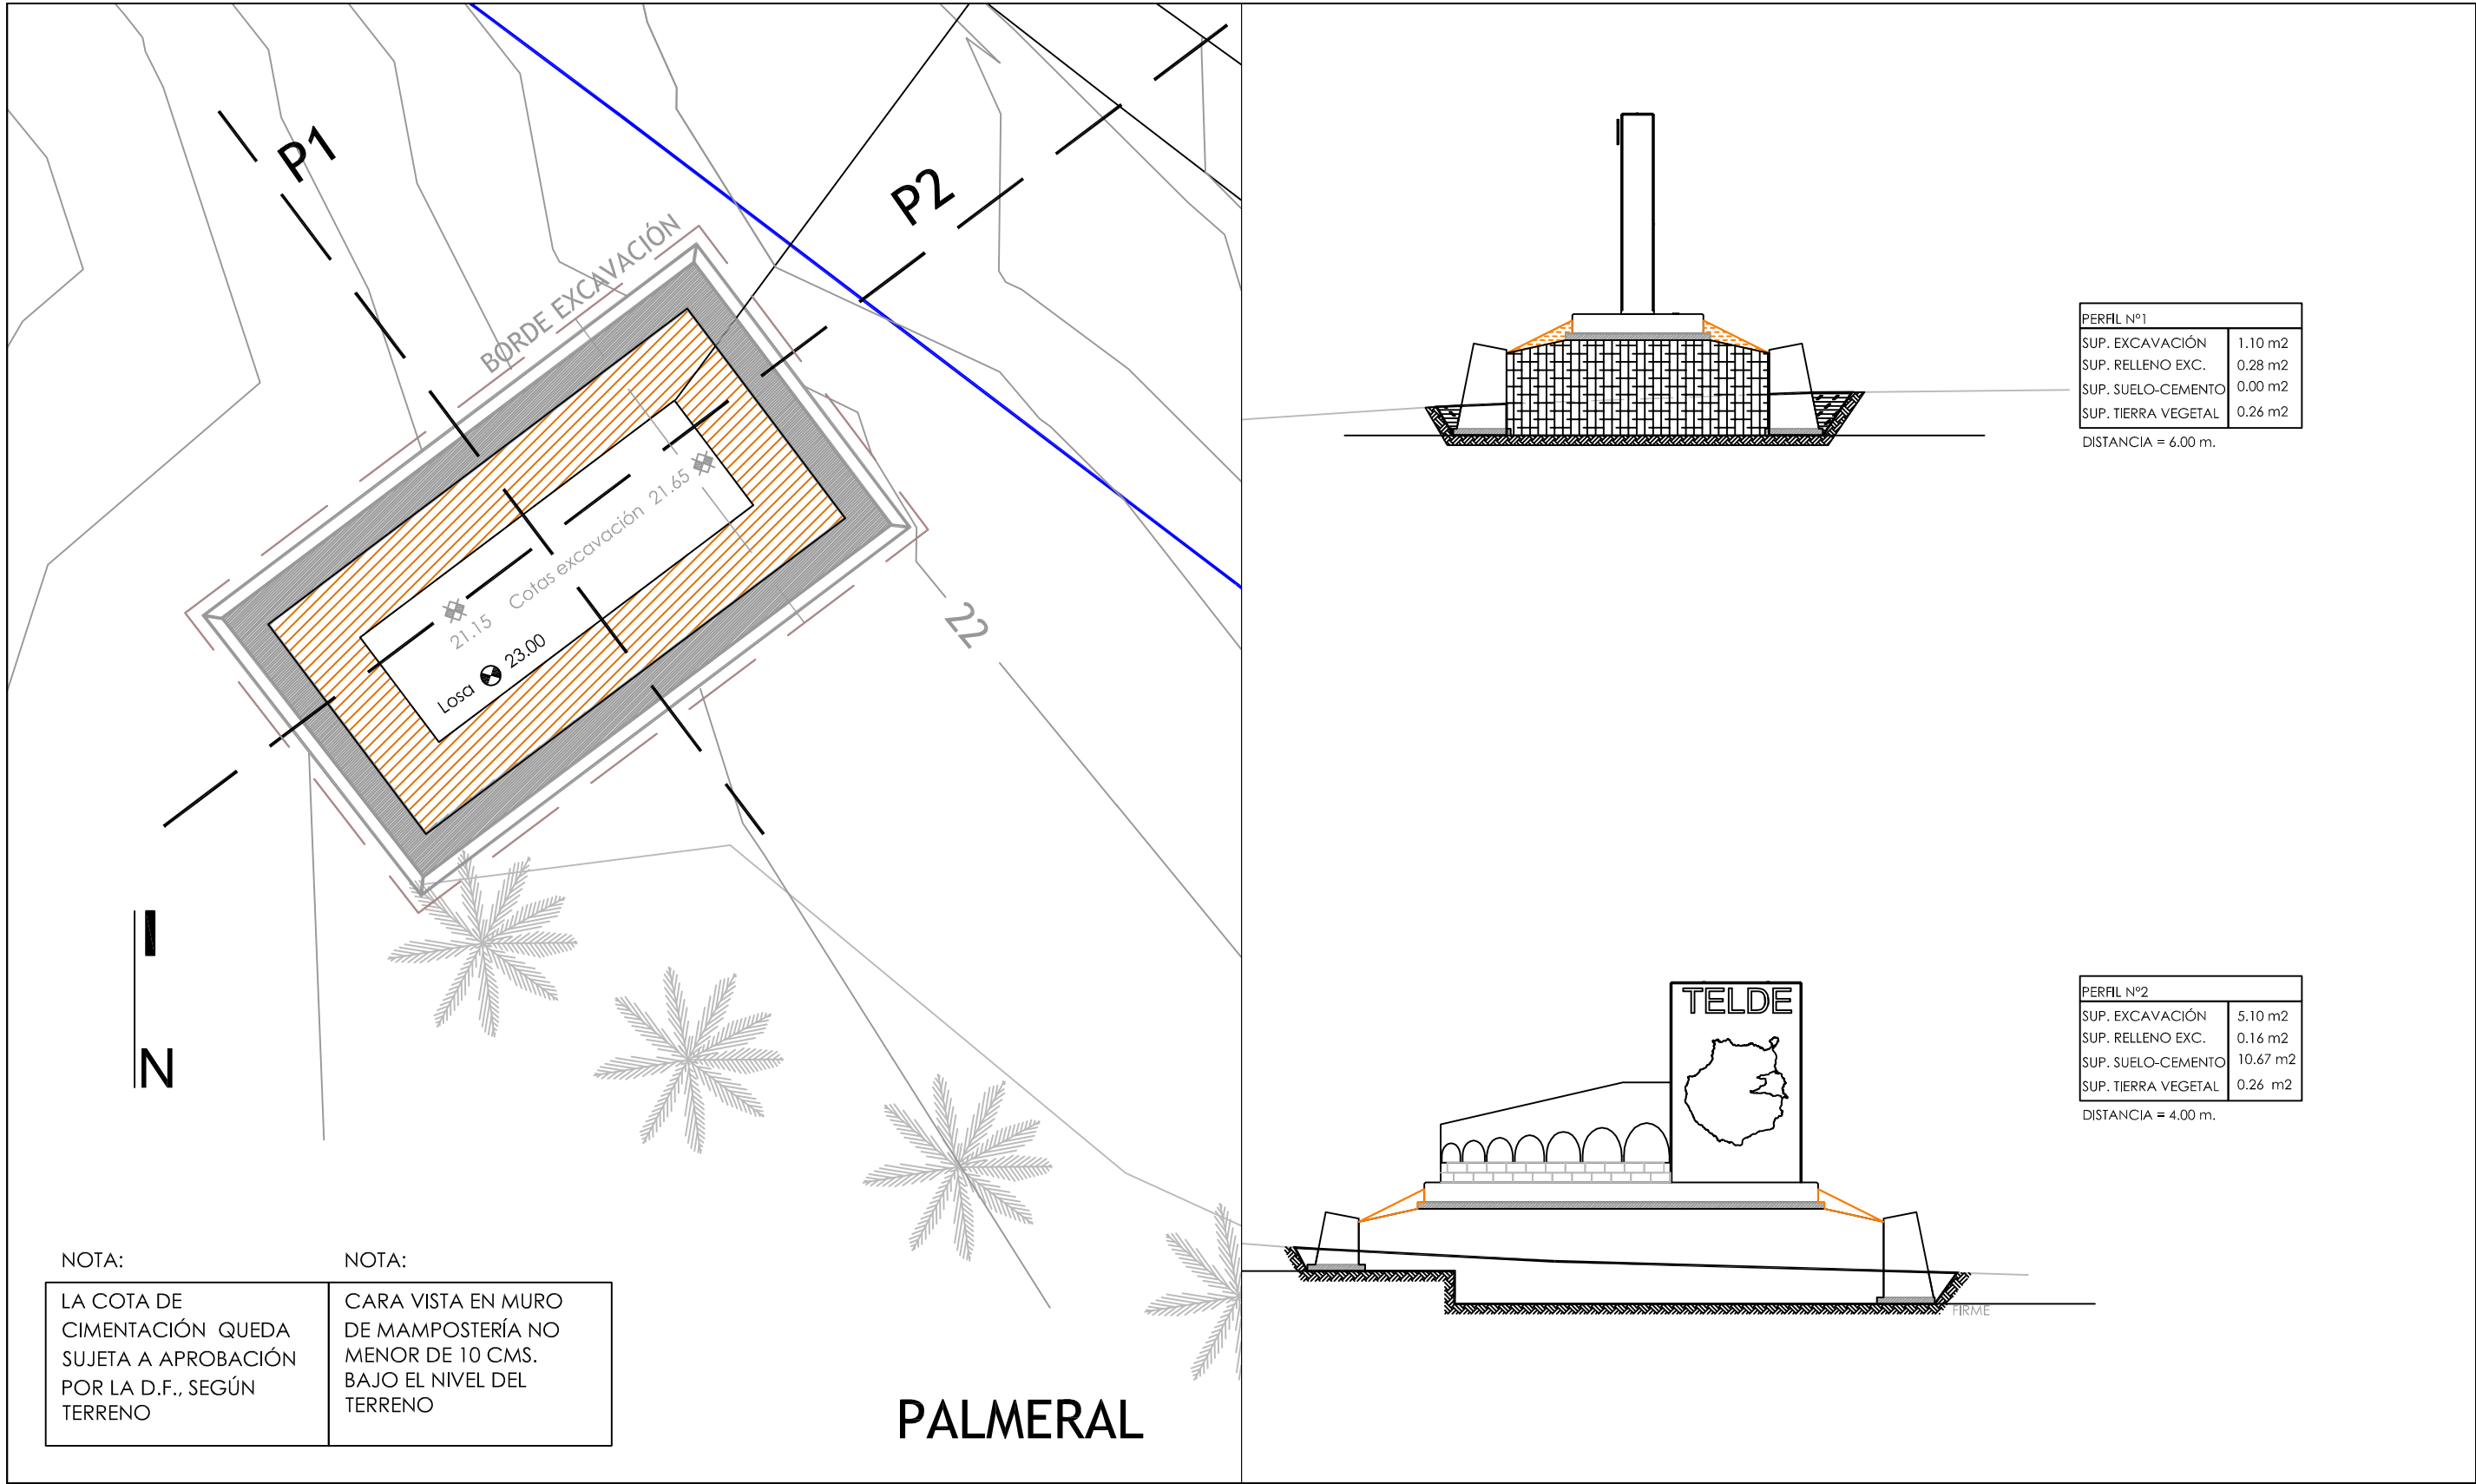 P1
P2
BORDE EXCAVACIÓN
Cotas excavación 21.65
21.15
Losa 23.00
22
N
NOTA:
LA COTA DE
CIMENTACIÓN QUEDA
SUJETA A APROBACIÓN
POR LA D.F., SEGÚN
TERRENO
NOTA:
CARA VISTA EN MURO
DE MAMPOSTERÍA NO
MENOR DE 10 CMS.
BAJO EL NIVEL DEL
TERRENO
PALMERAL
PERFIL Nº1
SUP. EXCAVACIÓN 1.10 m2
SUP. RELLENO EXC. 0.28 m2
SUP. SUELO-CEMENTO 0.00 m2
SUP. TIERRA VEGETAL 0.26 m2
DISTANCIA = 6.00 m.
TELDE
FIRME
PERFIL Nº2
SUP. EXCAVACIÓN 5.10 m2
SUP. RELLENO EXC. 0.16 m2
SUP. SUELO-CEMENTO 10.67 m2
SUP. TIERRA VEGETAL 0.26 m2
DISTANCIA = 4.00 m.